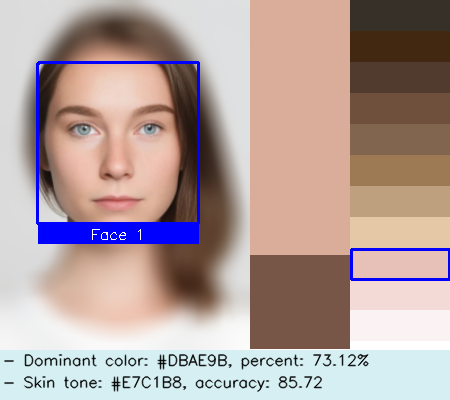 Face 1
− Dominant color: #DBAE9B, percent: 73.12%
− Skin tone: #E7C1B8, accuracy: 85.72